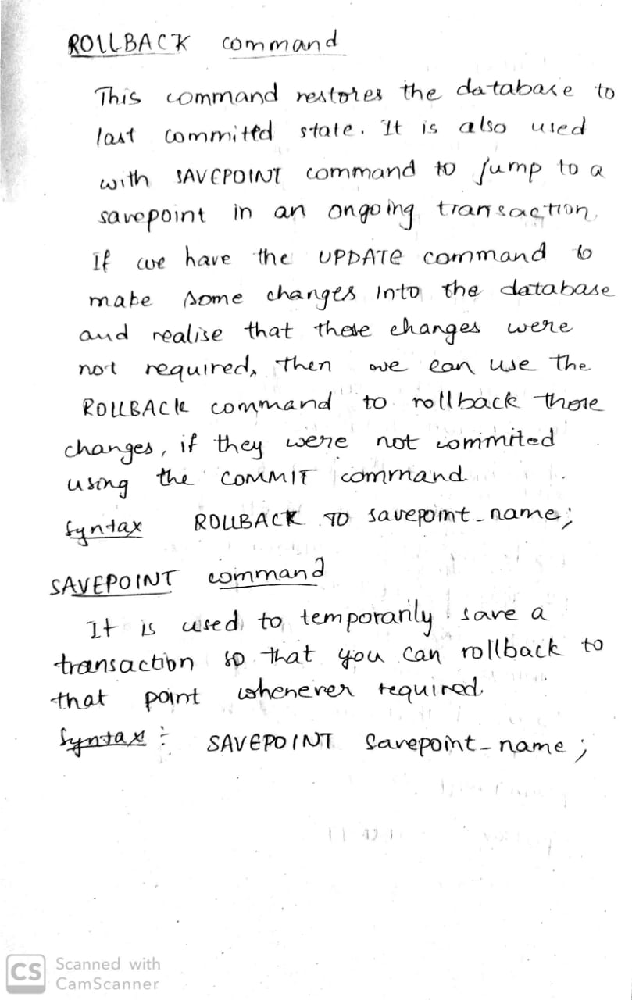 ROLLBACK command
This command restores the database to
last committd state. It is also used
with SAVEPOINT command to jump to a
savepoint in an ongoing transaction.
If we have the UPDATE command to
make some changes into the database
and realise that these changes were
not required, then we can use the
ROLLBACK command to rollback those
changes, if they were not commited
using the COMMIT command.
Syntax ROLLBACK TO savepoint_name;
SAVEPOINT command
It is used to temporarily save a
transaction so that you can rollback to
that point whenever required.
Syntax : SAVEPOINT savepoint_name;
CS Scanned with
CamScanner